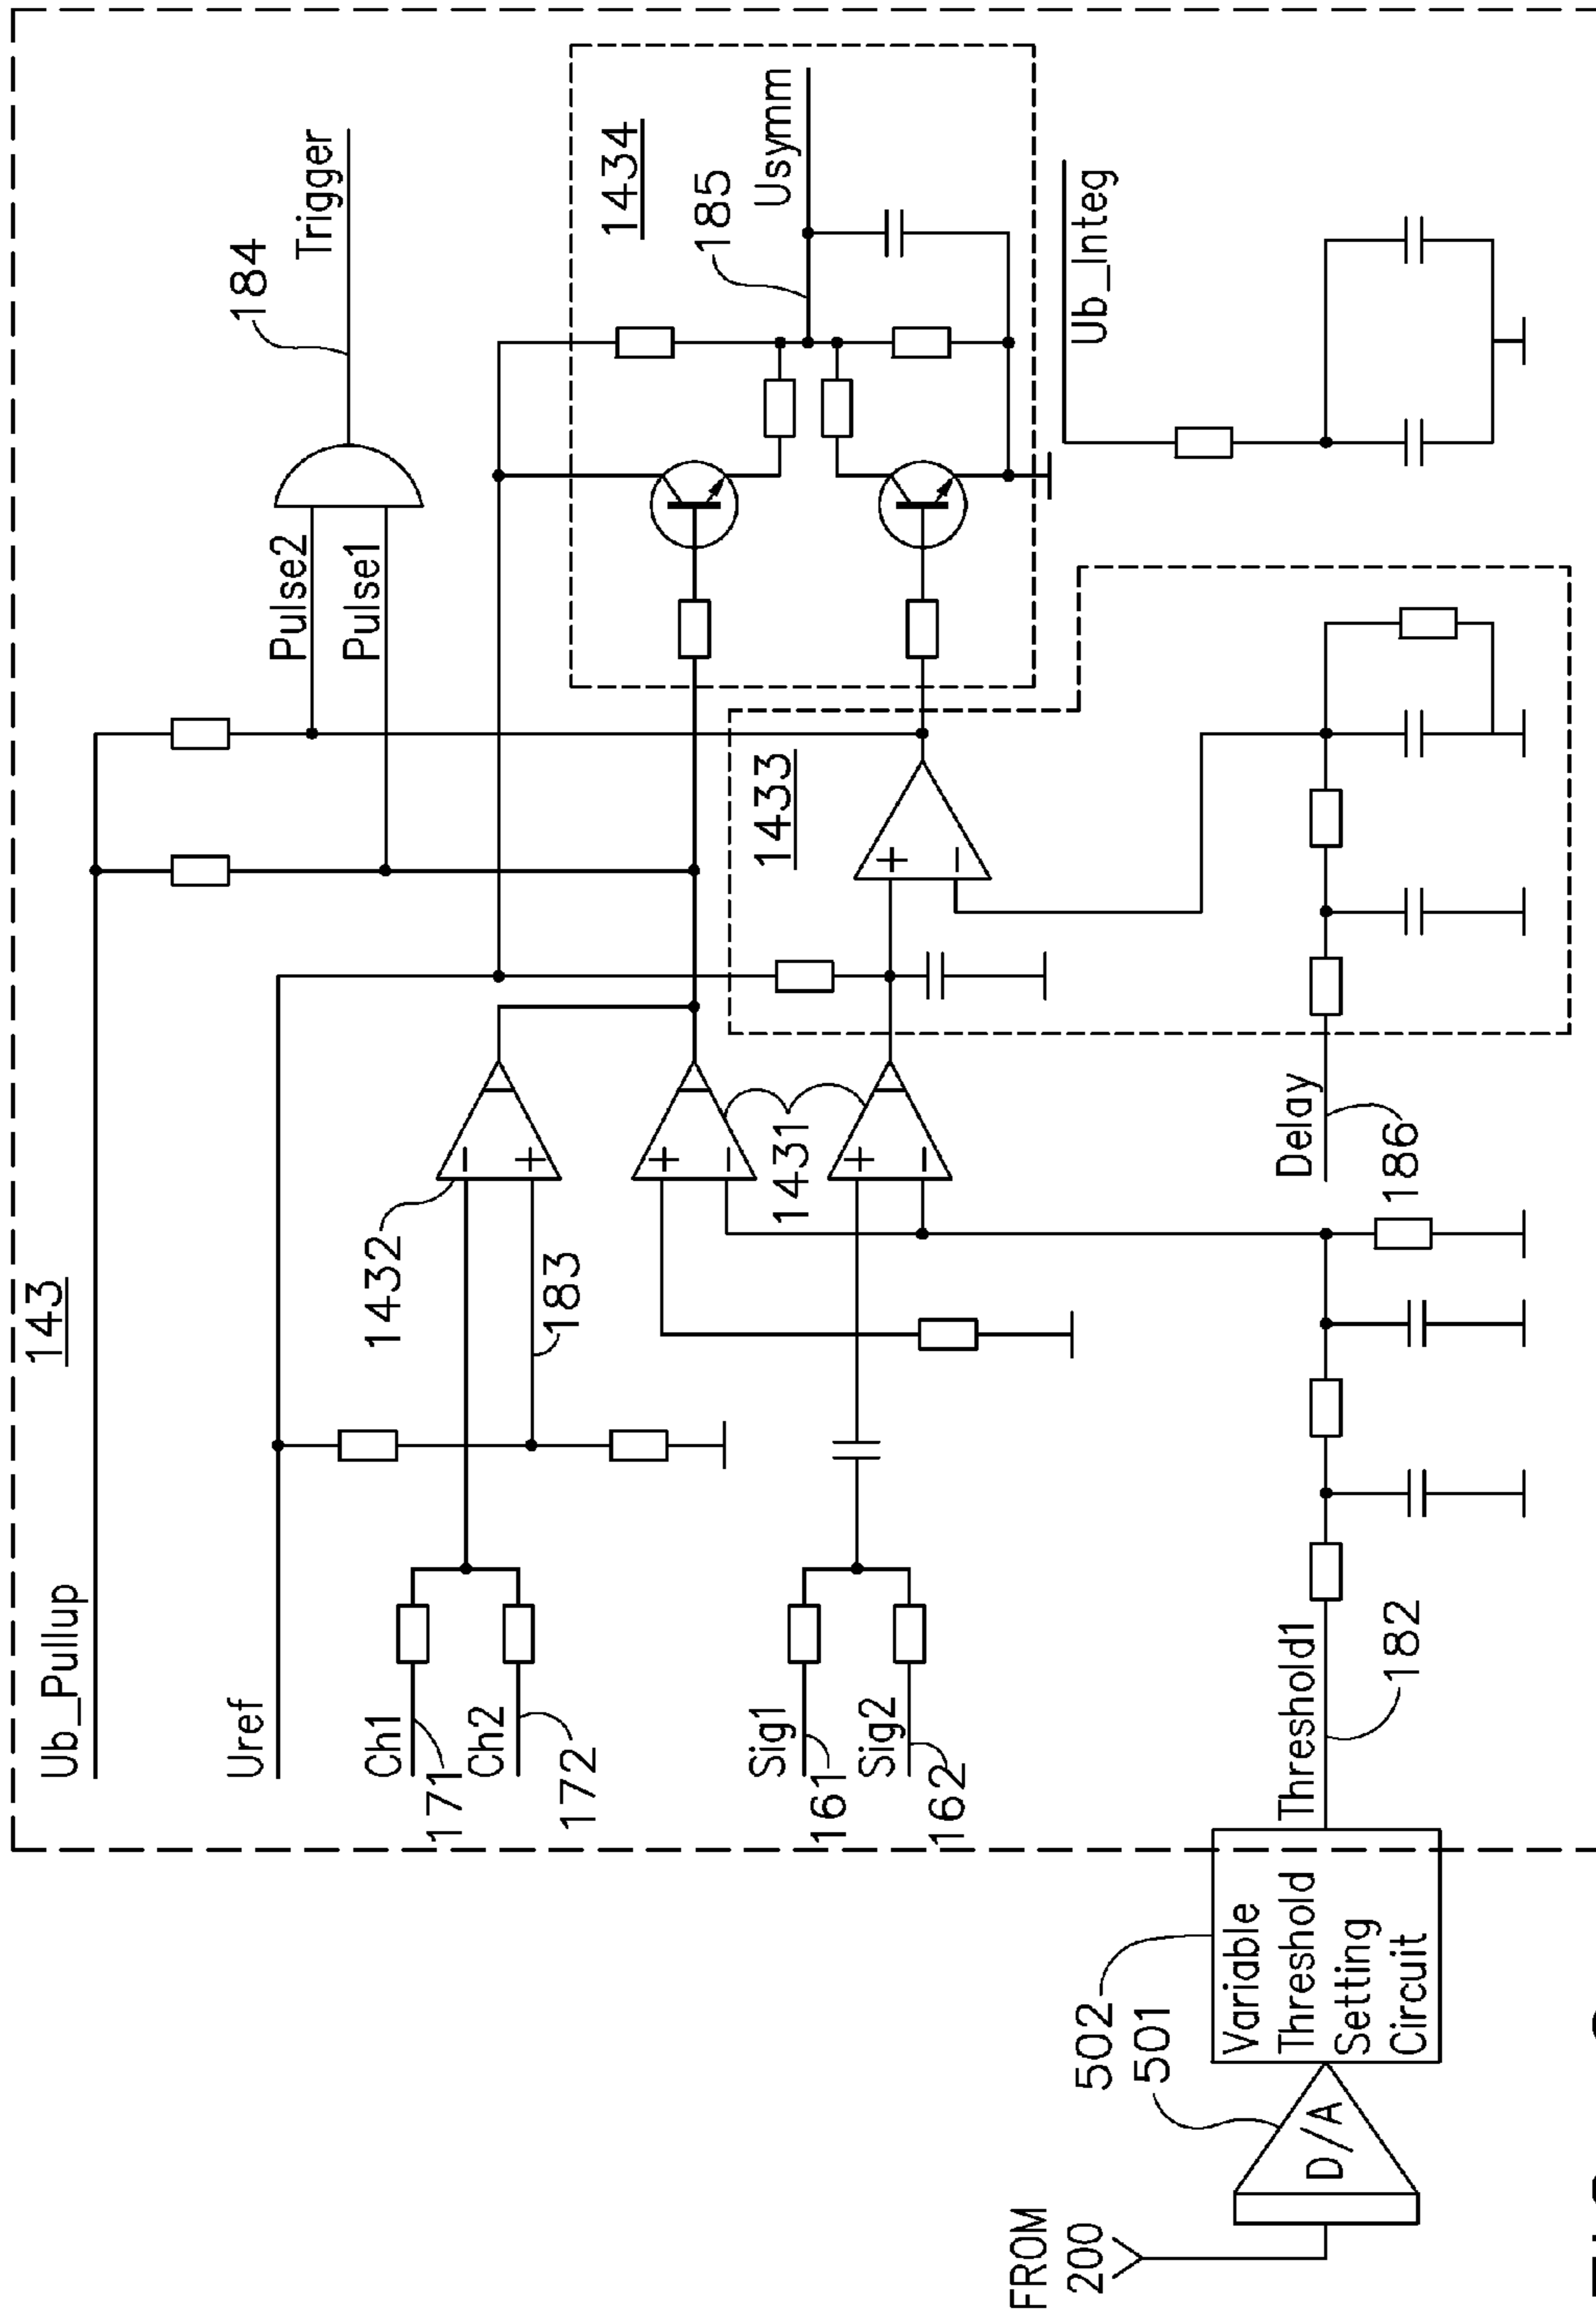 143
Ub_Pullup
Uref
Ch1
171
Ch2
172
1432
183
Sig1
161
Sig2
162
1431
+
−
+
−
+
−
Pulse2
Pulse1
184
Trigger
1434
185
Usymm
Ub_Integ
1433
+
−
Delay
186
Threshold1
182
Variable
Threshold
Setting
Circuit
502
501
D/A
FROM
200